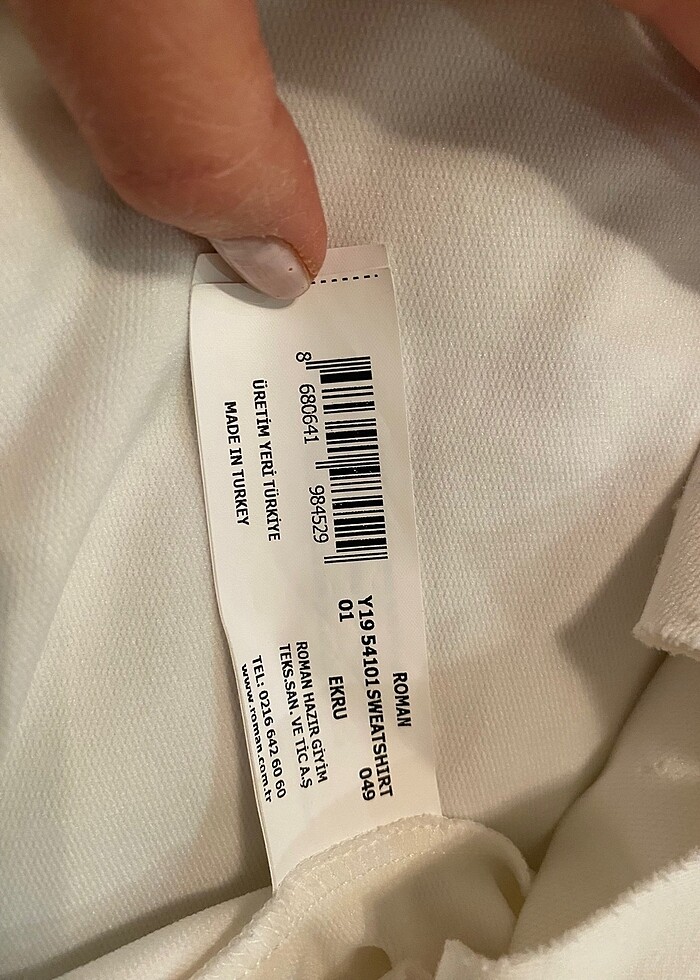 ROMAN
Y19 54101 SWEATSHIRT
01 EKRU 049
ROMAN HAZIR GİYİM
TEKS.SAN. VE TİC A.Ş
TEL: 0216 642 60 60
www.roman.com.tr
8 680641 984529
ÜRETİM YERİ TÜRKİYE
MADE IN TURKEY